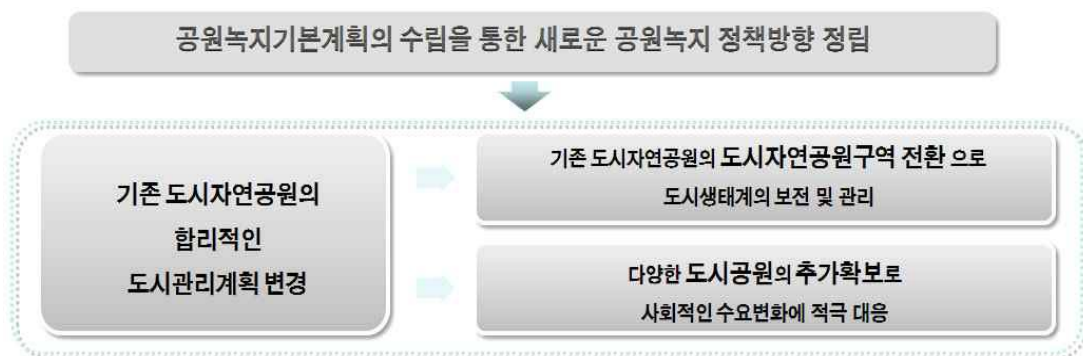 공원녹지기본계획의 수립을 통한 새로운 공원녹지 정책방향 정립
기존 도시자연공원의
합리적인
도시관리계획 변경
기존 도시자연공원의 도시자연공원구역 전환 으로
도시생태계의 보전 및 관리
다양한 도시공원의 추가확보로
사회적인 수요변화에 적극 대응